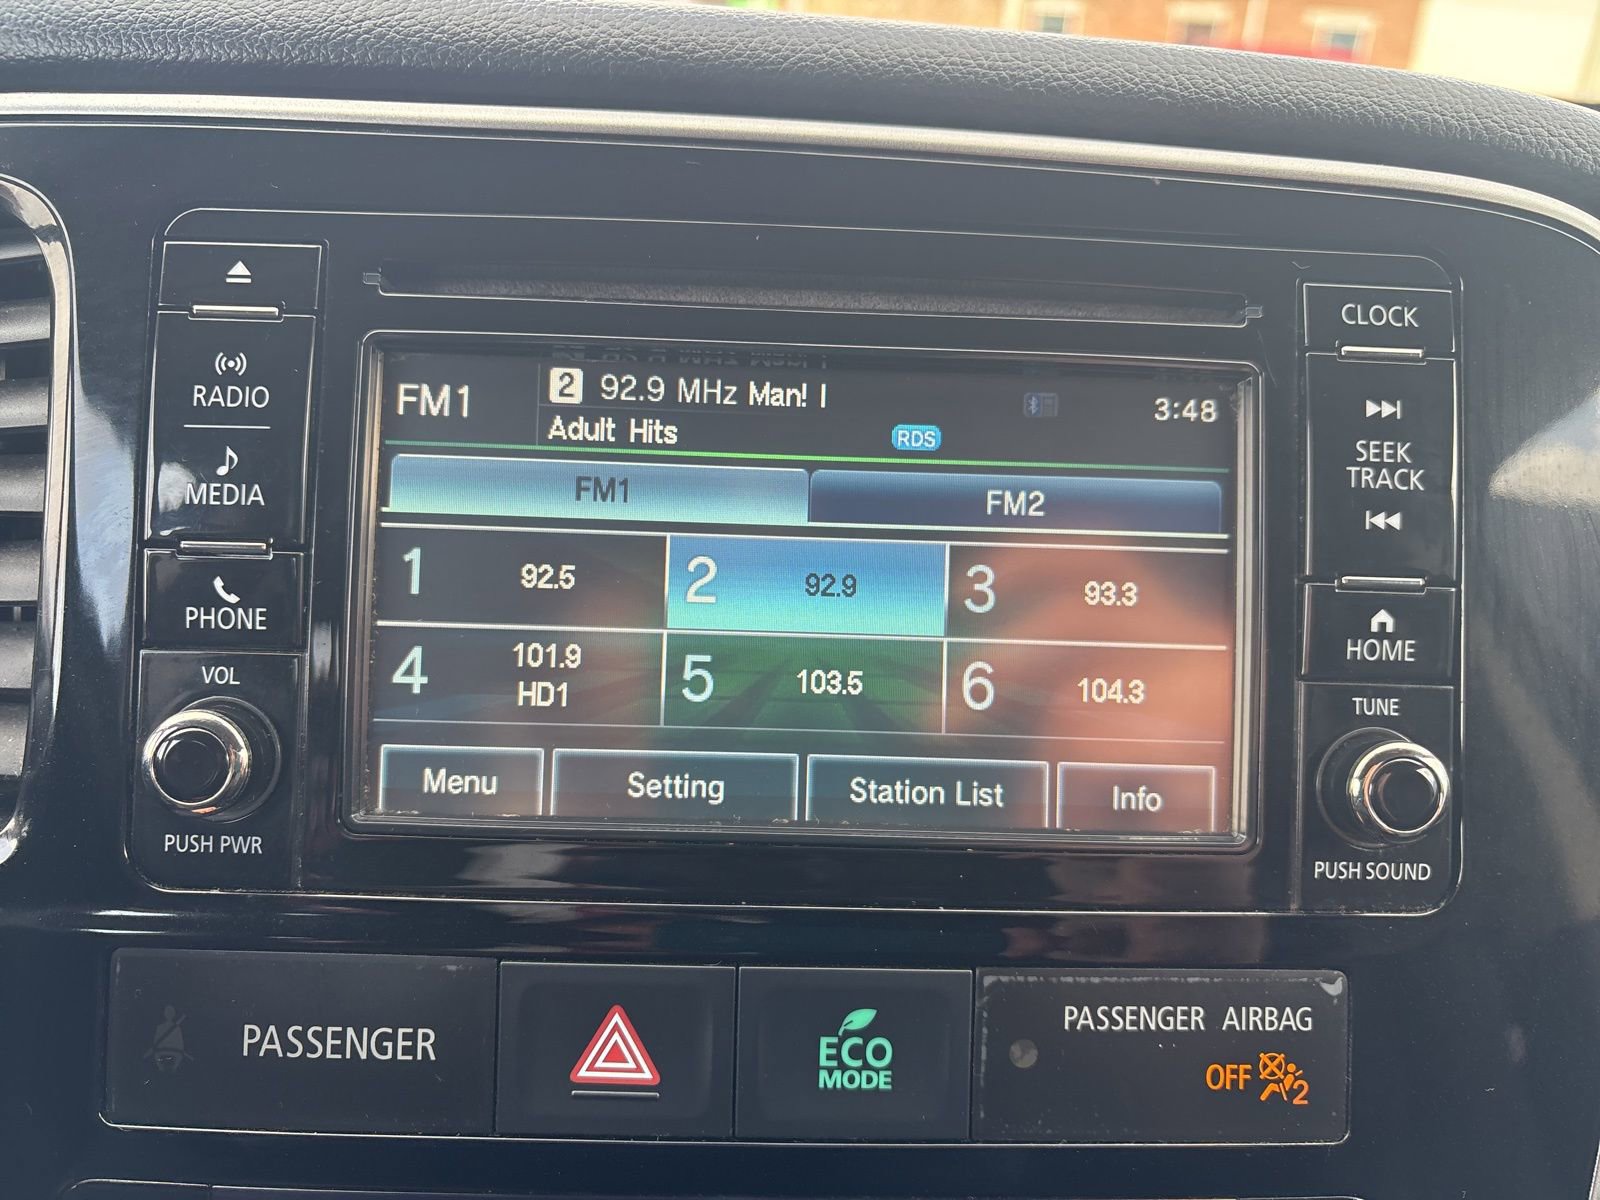 FM1
2 92.9 MHz Man! I
3:48
Adult Hits
RDS
FM1
FM2
1 92.5
2 92.9
3 93.3
4 101.9
HD1
5 103.5
6 104.3
Menu
Setting
Station List
Info
RADIO
MEDIA
PHONE
VOL
PUSH PWR
CLOCK
SEEK
TRACK
HOME
TUNE
PUSH SOUND
PASSENGER
ECO
MODE
PASSENGER AIRBAG
OFF 2